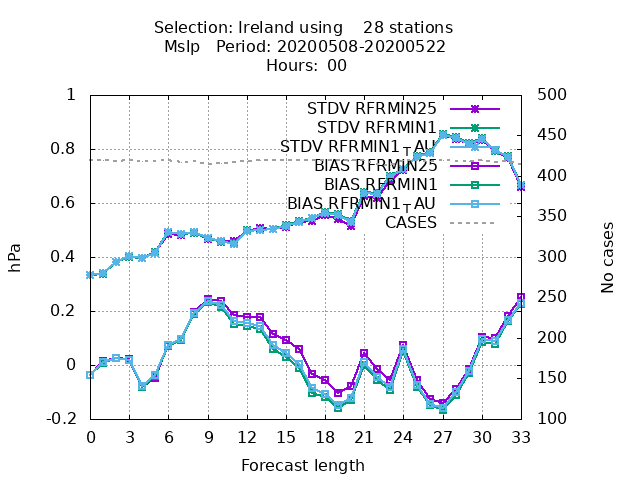 Selection: Ireland using 28 stations
Mslp Period: 20200508-20200522
Hours: 00
1 500
STDV RFRMIN25
STDV RFRMIN1 450
0.8 STDV RFRMIN1_TAU
BIAS RFRMIN25 400
BIAS RFRMIN1
0.6 BIAS RFRMIN1_TAU 350
CASES
0.4 300
hPa No cases
0.2 250
200
0 150
-0.2 100
0 3 6 9 12 15 18 21 24 27 30 33
Forecast length